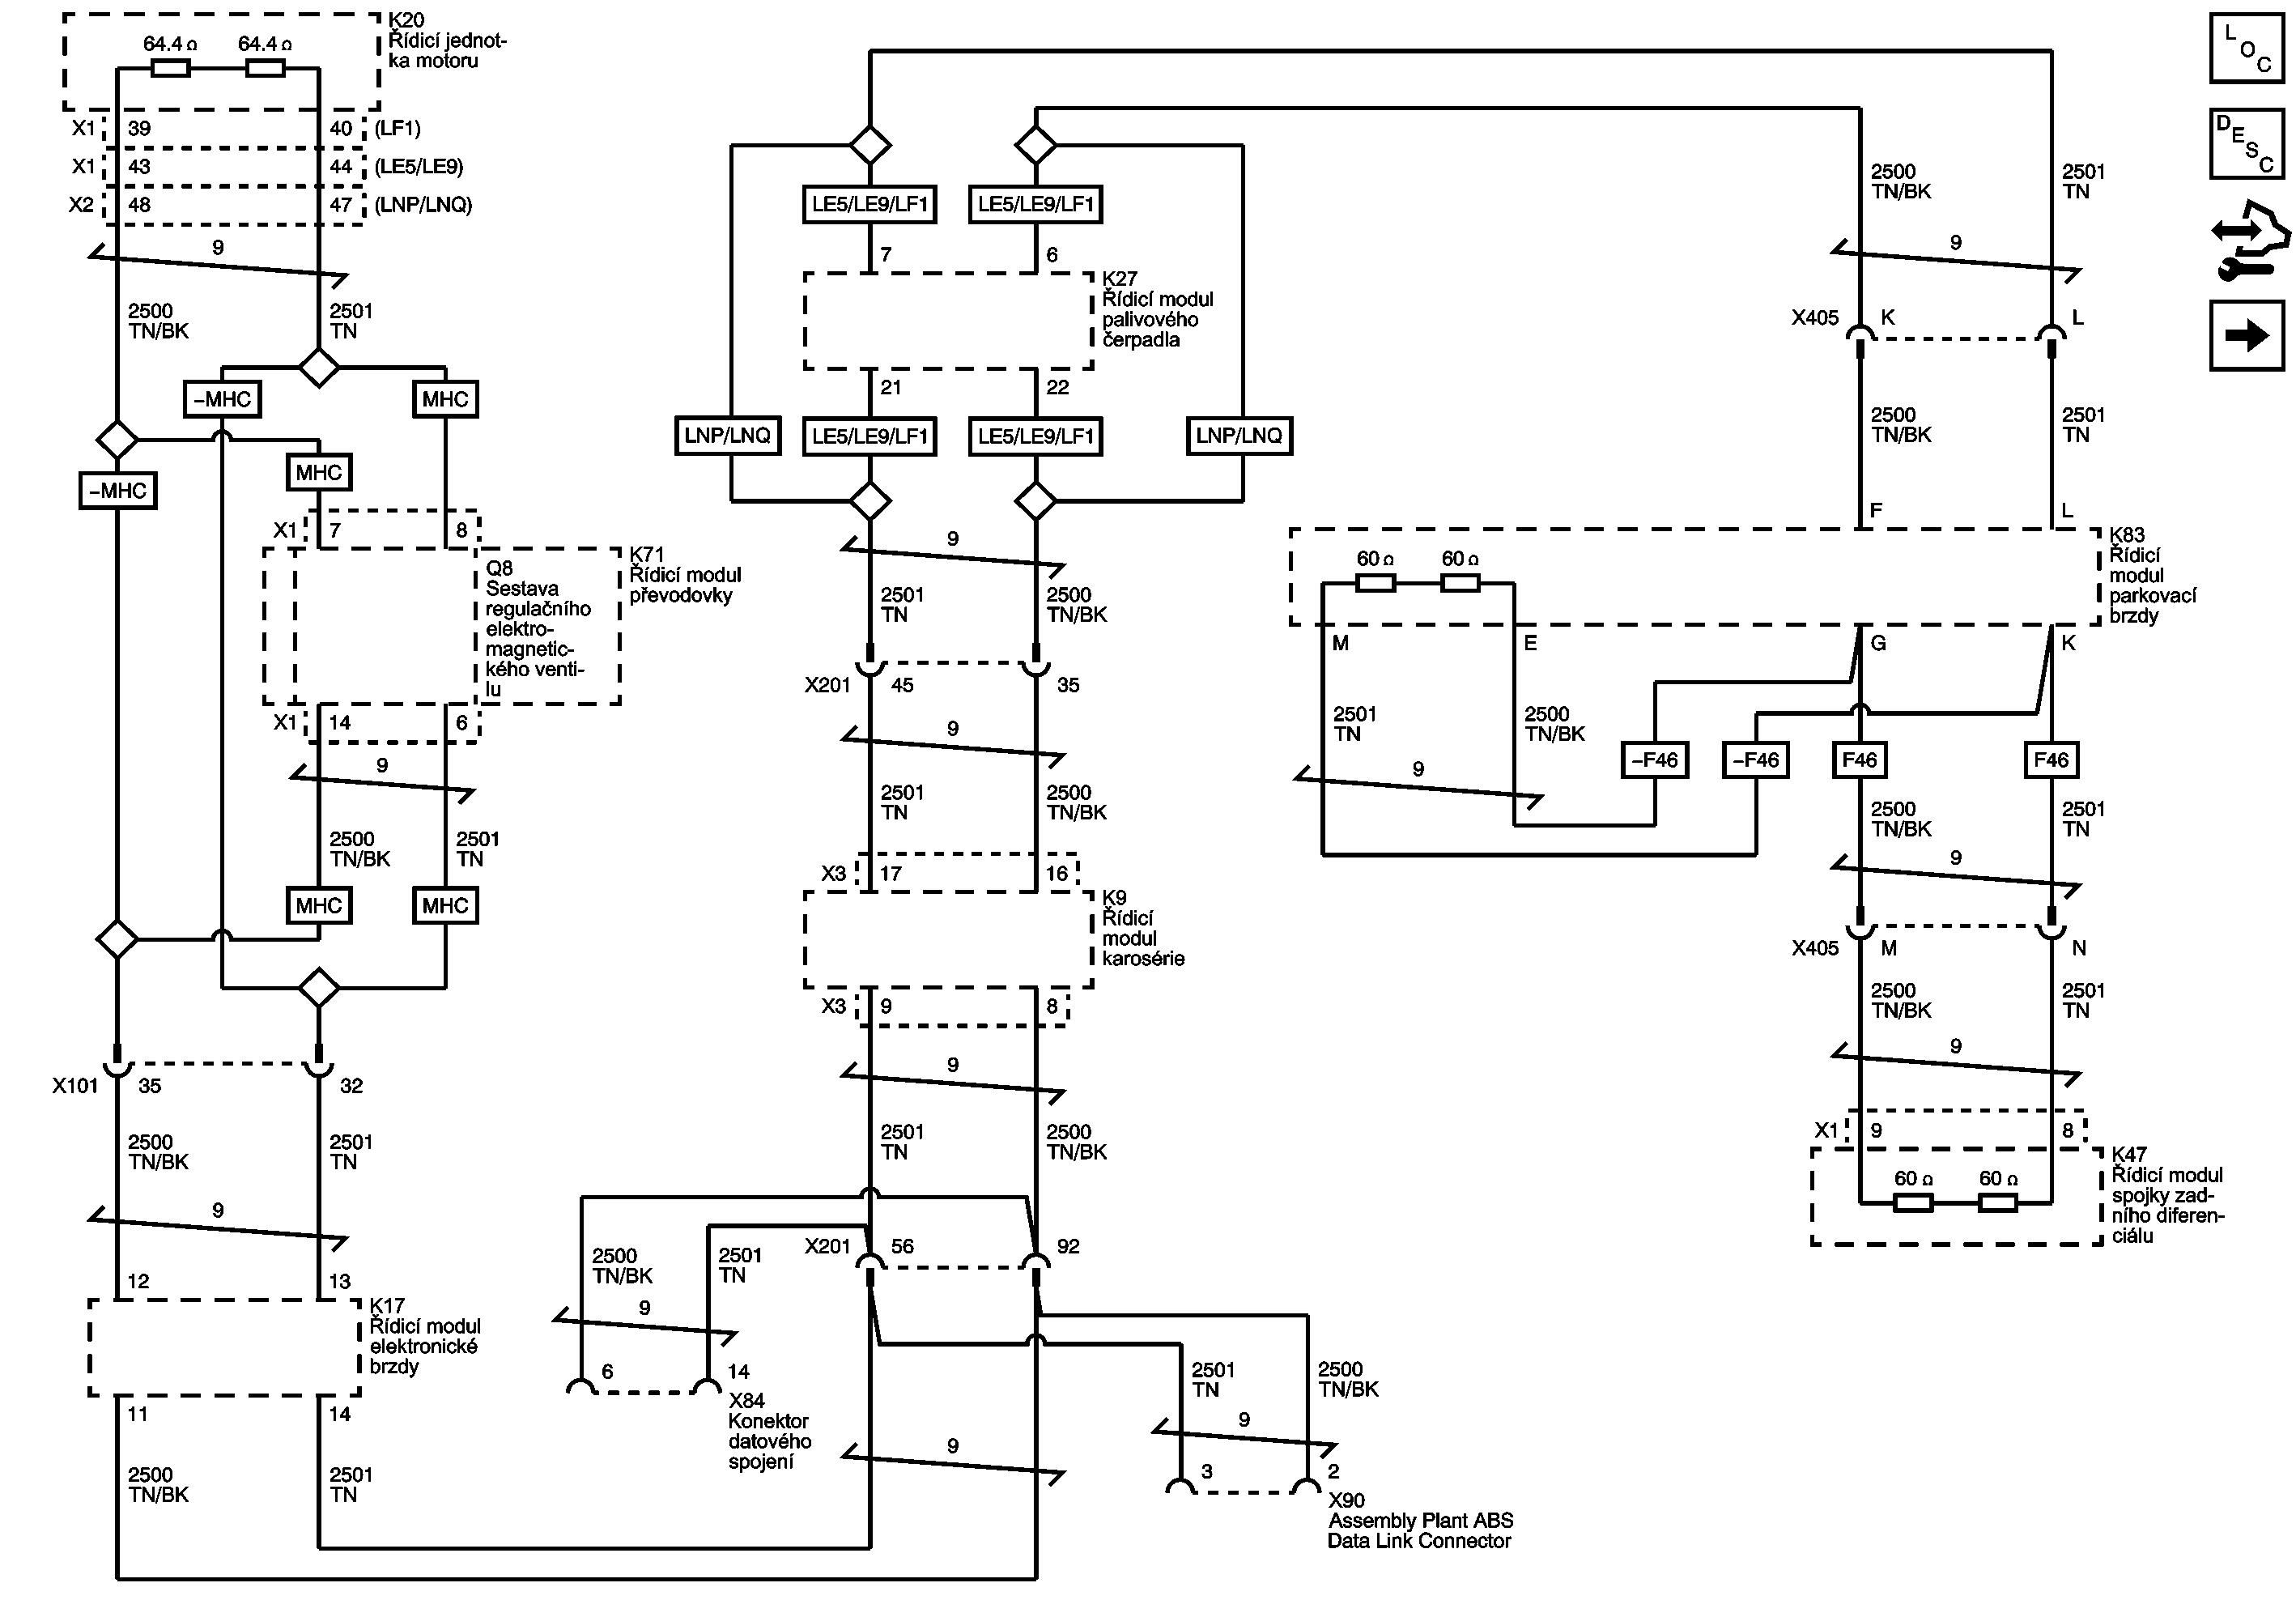 K20
Řídicí jednot-
ka motoru
64.4 Ω
64.4 Ω
X1
39
40
(LF1)
X1
43
44
(LE5/LE9)
X2
48
47
(LNP/LNQ)
9
2500
TN/BK
2501
TN
–MHC
MHC
–MHC
MHC
X1
7
8
K71
Řídicí modul
převodovky
Q8
Sestava
regulačního
elektro-
magnetic-
kého venti-
lu
X1
14
6
9
2500
TN/BK
2501
TN
MHC
MHC
X101
35
32
2500
TN/BK
2501
TN
9
12
13
K17
Řídicí modul
elektronické
brzdy
11
14
2500
TN/BK
2501
TN
LE5/LE9/LF1
LE5/LE9/LF1
7
6
K27
Řídicí modul
palivového
čerpadla
21
22
LNP/LNQ
LE5/LE9/LF1
LE5/LE9/LF1
LNP/LNQ
9
2501
TN
2500
TN/BK
X201
45
35
9
2501
TN
2500
TN/BK
X3
17
16
K9
Řídicí
modul
karosérie
X3
9
8
9
2501
TN
2500
TN/BK
X201
56
92
2500
TN/BK
2501
TN
9
6
14
X84
Konektor
datového
spojení
9
2501
TN
2500
TN/BK
9
3
2
X90
Assembly Plant ABS
Data Link Connector
2500
TN/BK
2501
TN
9
X405
K
L
2500
TN/BK
2501
TN
F
L
K83
Řídicí
modul
parkovací
brzdy
60 Ω
60 Ω
M
E
G
K
2501
TN
2500
TN/BK
9
–F46
–F46
F46
F46
2500
TN/BK
2501
TN
9
X405
M
N
2500
TN/BK
2501
TN
9
X1
9
8
K47
Řídicí modul
spojky zad-
ního diferen-
ciálu
60 Ω
60 Ω
LOC
DESC